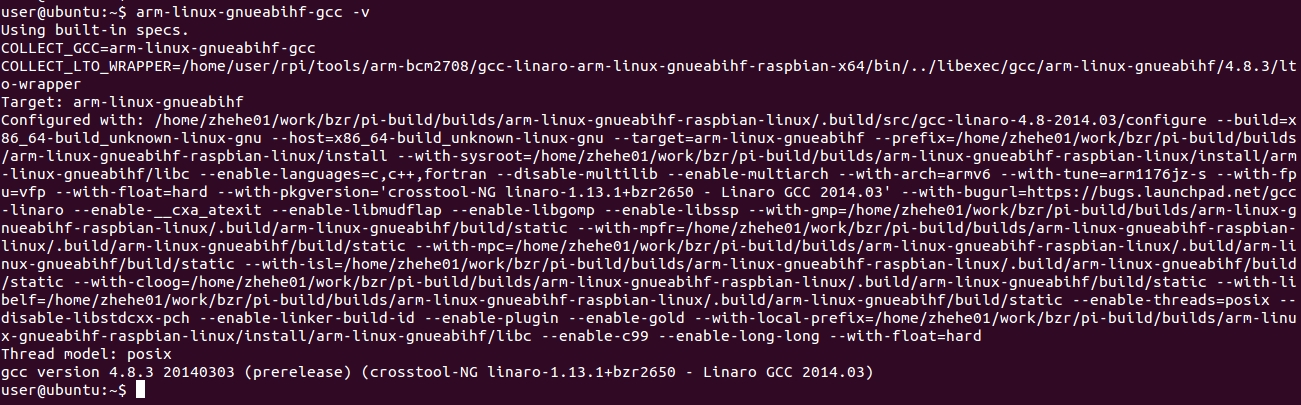 user@ubuntu:~$ arm-linux-gnueabihf-gcc -v
Using built-in specs.
COLLECT_GCC=arm-linux-gnueabihf-gcc
COLLECT_LTO_WRAPPER=/home/user/rpi/tools/arm-bcm2708/gcc-linaro-arm-linux-gnueabihf-raspbian-x64/bin/../libexec/gcc/arm-linux-gnueabihf/4.8.3/lt
o-wrapper
Target: arm-linux-gnueabihf
Configured with: /home/zhehe01/work/bzr/pi-build/builds/arm-linux-gnueabihf-raspbian-linux/.build/src/gcc-linaro-4.8-2014.03/configure --build=x
86_64-build_unknown-linux-gnu --host=x86_64-build_unknown-linux-gnu --target=arm-linux-gnueabihf --prefix=/home/zhehe01/work/bzr/pi-build/builds
/arm-linux-gnueabihf-raspbian-linux/install --with-sysroot=/home/zhehe01/work/bzr/pi-build/builds/arm-linux-gnueabihf-raspbian-linux/install/arm
-linux-gnueabihf/libc --enable-languages=c,c++,fortran --disable-multilib --enable-multiarch --with-arch=armv6 --with-tune=arm1176jz-s --with-fp
u=vfp --with-float=hard --with-pkgversion='crosstool-NG linaro-1.13.1+bzr2650 - Linaro GCC 2014.03' --with-bugurl=https://bugs.launchpad.net/gcc
-linaro --enable-__cxa_atexit --enable-libmudflap --enable-libgomp --enable-libssp --with-gmp=/home/zhehe01/work/bzr/pi-build/builds/arm-linux-g
nueabihf-raspbian-linux/.build/arm-linux-gnueabihf/build/static --with-mpfr=/home/zhehe01/work/bzr/pi-build/builds/arm-linux-gnueabihf-raspbian-
linux/.build/arm-linux-gnueabihf/build/static --with-mpc=/home/zhehe01/work/bzr/pi-build/builds/arm-linux-gnueabihf-raspbian-linux/.build/arm-li
nux-gnueabihf/build/static --with-isl=/home/zhehe01/work/bzr/pi-build/builds/arm-linux-gnueabihf-raspbian-linux/.build/arm-linux-gnueabihf/build
/static --with-cloog=/home/zhehe01/work/bzr/pi-build/builds/arm-linux-gnueabihf-raspbian-linux/.build/arm-linux-gnueabihf/build/static --with-li
belf=/home/zhehe01/work/bzr/pi-build/builds/arm-linux-gnueabihf-raspbian-linux/.build/arm-linux-gnueabihf/build/static --enable-threads=posix --
disable-libstdcxx-pch --enable-linker-build-id --enable-plugin --enable-gold --with-local-prefix=/home/zhehe01/work/bzr/pi-build/builds/arm-linu
x-gnueabihf-raspbian-linux/install/arm-linux-gnueabihf/libc --enable-c99 --enable-long-long --with-float=hard
Thread model: posix
gcc version 4.8.3 20140303 (prerelease) (crosstool-NG linaro-1.13.1+bzr2650 - Linaro GCC 2014.03)
user@ubuntu:~$